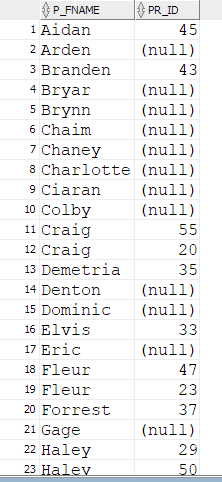 P_FNAME PR_ID
1 Aidan 45
2 Arden (null)
3 Branden 43
4 Bryar (null)
5 Brynn (null)
6 Chaim (null)
7 Chaney (null)
8 Charlotte (null)
9 Ciaran (null)
10 Colby (null)
11 Craig 55
12 Craig 20
13 Demetria 35
14 Denton (null)
15 Dominic (null)
16 Elvis 33
17 Eric (null)
18 Fleur 47
19 Fleur 23
20 Forrest 37
21 Gage (null)
22 Haley 29
23 Haley 50